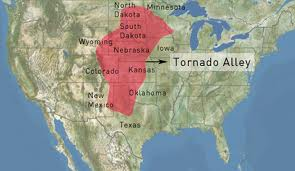 North
Dakota
Minnesota
South
Dakota
Wyoming
Nebraska
Iowa
Tornado Alley
Colorado
Kansas
New
Mexico
Oklahoma
Texas